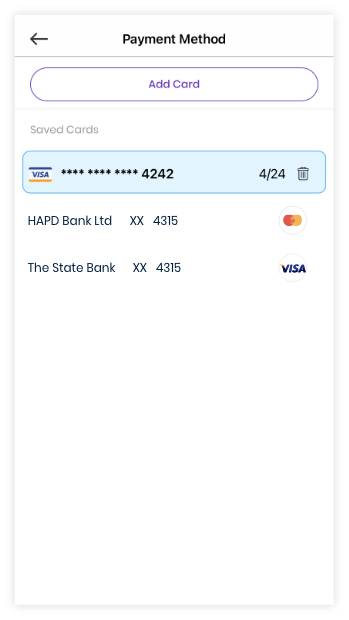 Payment Method
Add Card
Saved Cards
VISA **** **** **** 4242 4/24
HAPD Bank Ltd XX 4315
The State Bank XX 4315 VISA